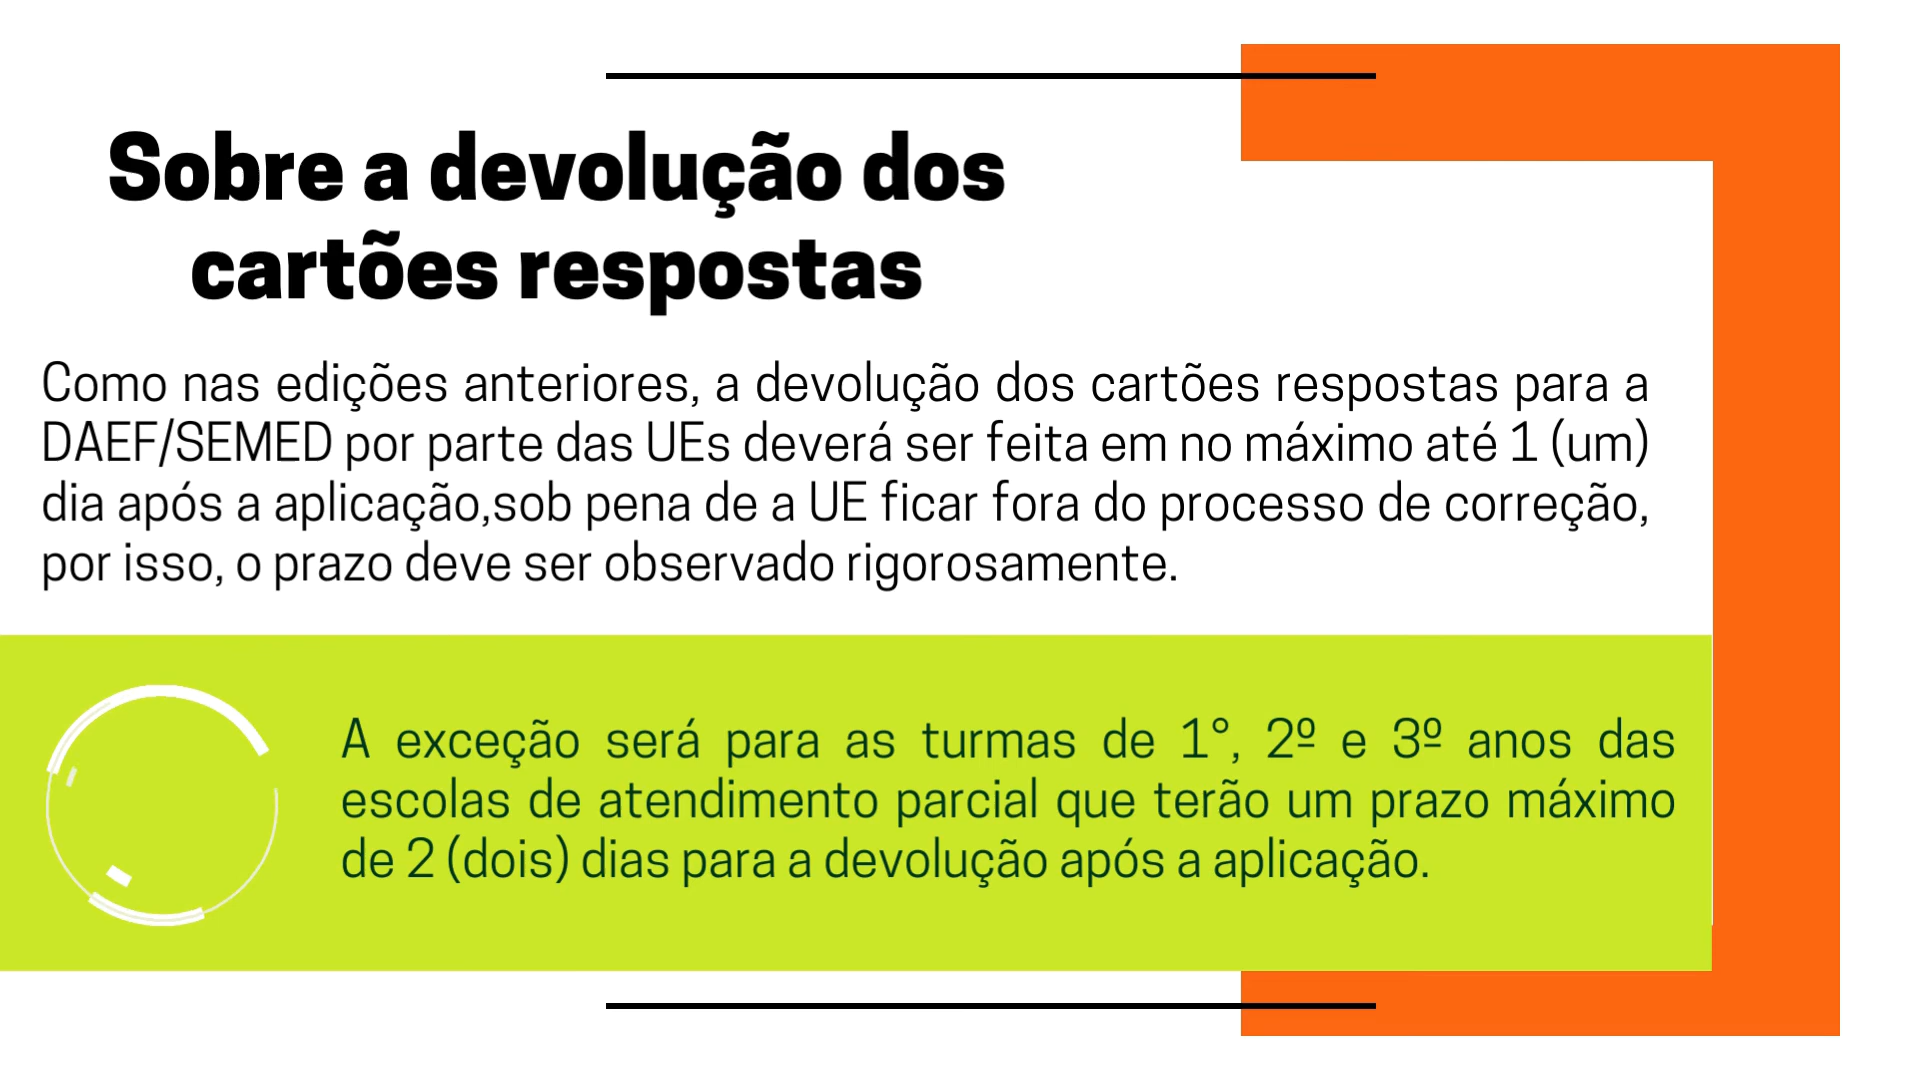 Sobre a devolução dos
cartões respostas
Como nas edições anteriores, a devolução dos cartões respostas para a
DAEF/SEMED por parte das UEs deverá ser feita em no máximo até 1 (um)
dia após a aplicação,sob pena de a UE ficar fora do processo de correção,
por isso, o prazo deve ser observado rigorosamente.
A exceção será para as turmas de 1°, 2º e 3º anos das
escolas de atendimento parcial que terão um prazo máximo
de 2 (dois) dias para a devolução após a aplicação.